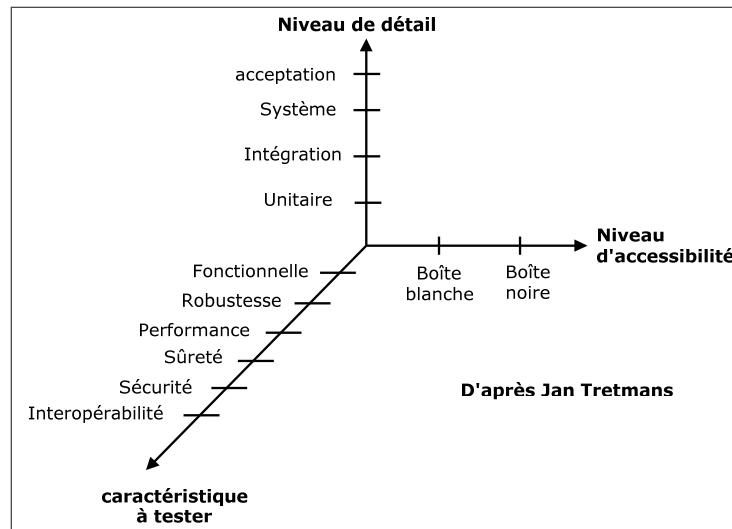 Niveau de détail
acceptation
Système
Intégration
Unitaire
Niveau
d'accessibilité
Boîte
blanche
Boîte
noire
Fonctionnelle
Robustesse
Performance
Sûreté
Sécurité
Interopérabilité
D'après Jan Tretmans
caractéristique
à tester